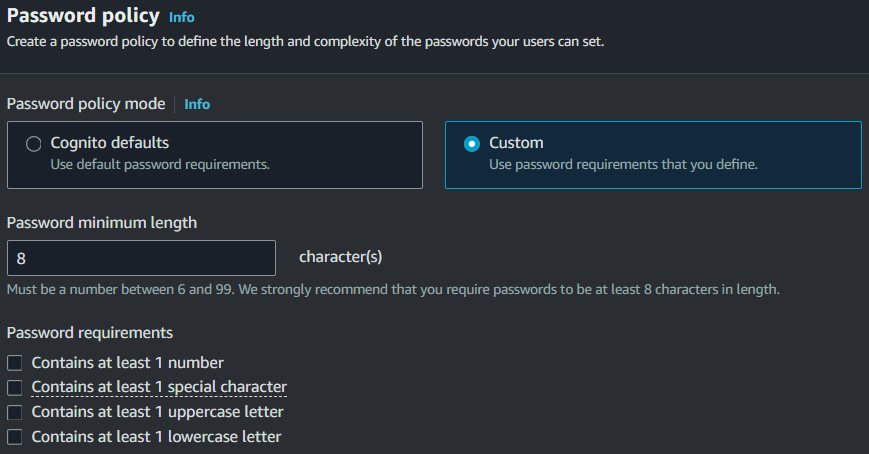 Password policy Info
Create a password policy to define the length and complexity of the passwords your users can set.
Password policy mode Info
Cognito defaults
Use default password requirements.
Custom
Use password requirements that you define.
Password minimum length
8 character(s)
Must be a number between 6 and 99. We strongly recommend that you require passwords to be at least 8 characters in length.
Password requirements
Contains at least 1 number
Contains at least 1 special character
Contains at least 1 uppercase letter
Contains at least 1 lowercase letter